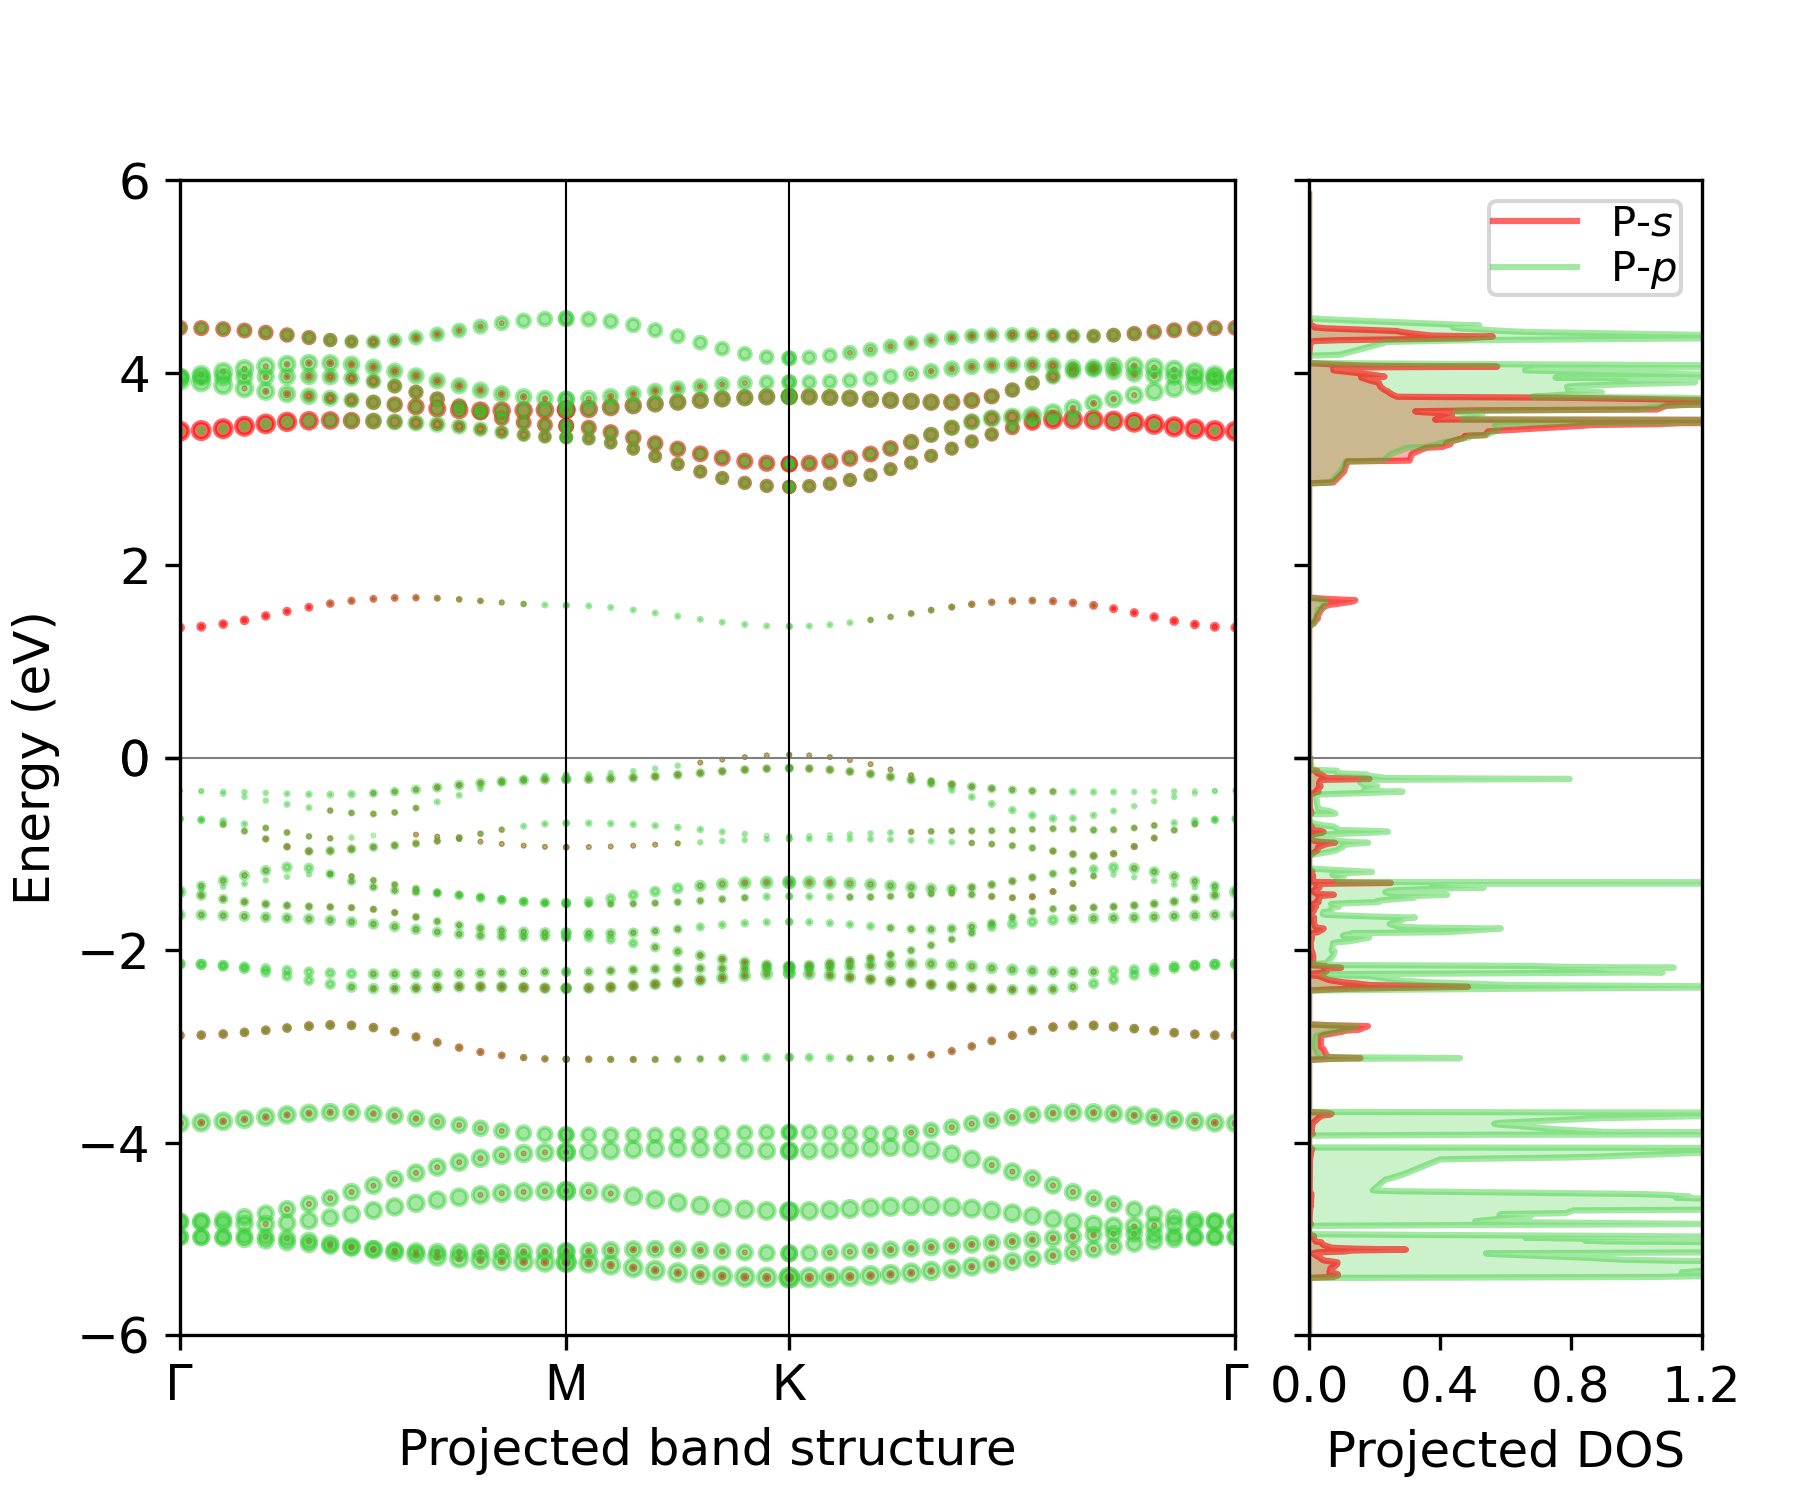 6
4
2
0
−2
−4
−6
Energy (eV)
Γ
M
K
Γ
Projected band structure
P-s
P-p
0.0
0.4
0.8
1.2
Projected DOS